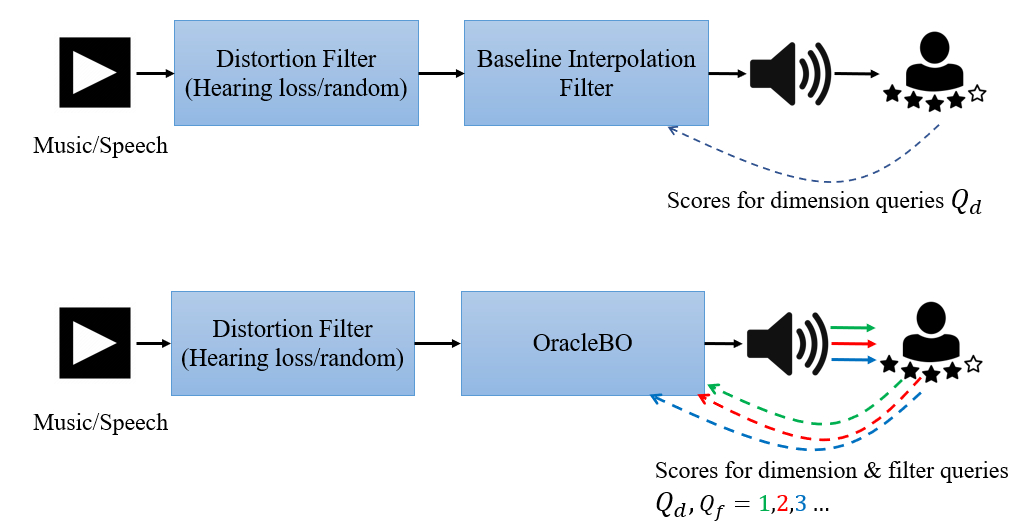 Distortion Filter
(Hearing loss/random)
Baseline Interpolation
Filter
Music/Speech
Scores for dimension queries Q_d
Distortion Filter
(Hearing loss/random)
OracleBO
Music/Speech
Scores for dimension & filter queries
Q_d, Q_f = 1,2,3 ...